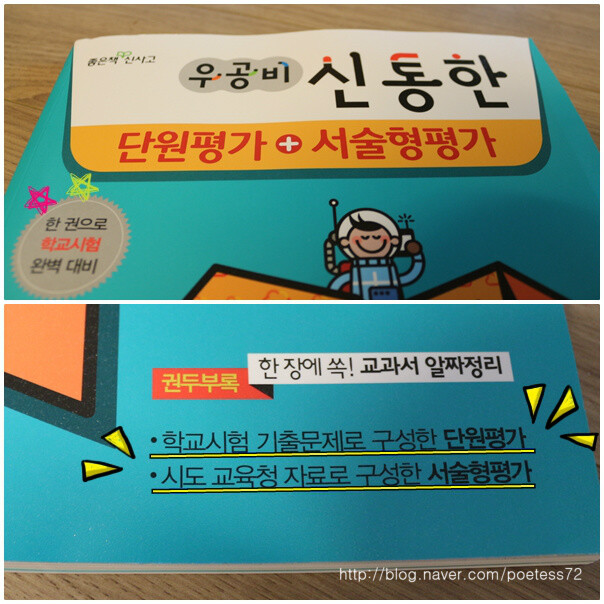 좋은책 신사고
우공비 신동한
단원평가 + 서술형평가
한 권으로
학교시험
완벽 대비
권두부록 한 장에 쏙! 교과서 알짜정리
• 학교시험 기출문제로 구성한 단원평가
• 시도 교육청 자료로 구성한 서술형평가
http://blog.naver.com/poetess72